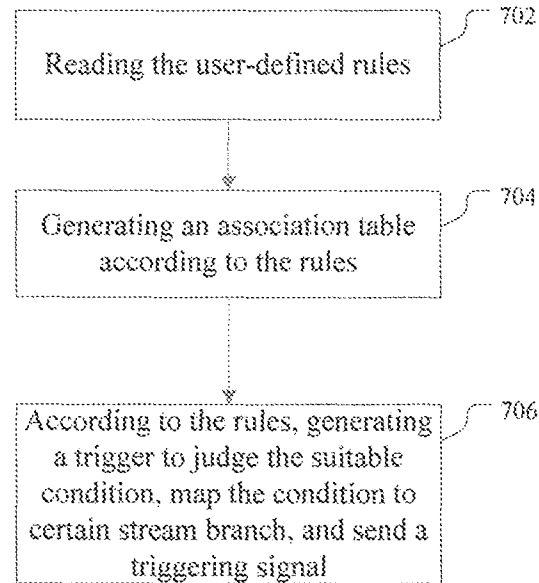 702
Reading the user-defined rules
704
Generating an association table
according to the rules
706
According to the rules, generating
a trigger to judge the suitable
condition, map the condition to
certain stream branch, and send a
triggering signal